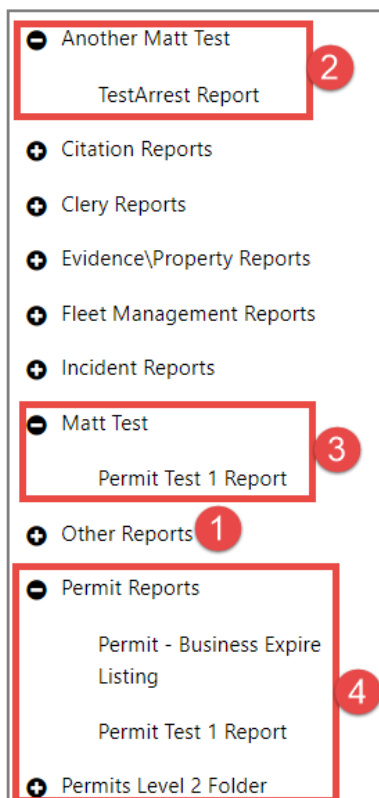 Another Matt Test
2
TestArrest Report
Citation Reports
Clery Reports
Evidence\Property Reports
Fleet Management Reports
Incident Reports
Matt Test
3
Permit Test 1 Report
Other Reports 1
Permit Reports
Permit - Business Expire
Listing
4
Permit Test 1 Report
Permits Level 2 Folder